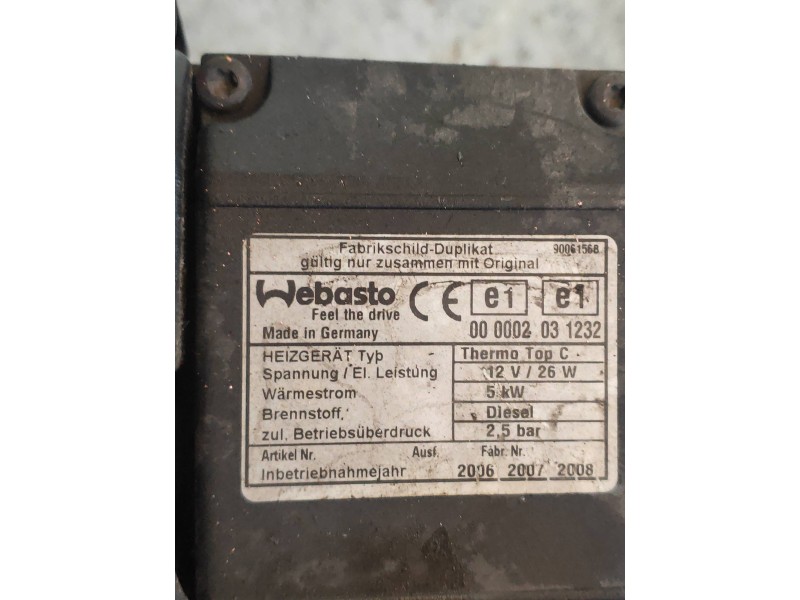 Fabrikschild-Duplikat 90061568
gültig nur zusammen mit Original
Webasto CE e1 e1
Feel the drive
Made in Germany 00 0002 03 1232
HEIZGERÄT Typ Thermo Top C
Spannung / El. Leistung 12 V / 26 W
Wärmestrom 5 kW
Brennstoff Diesel
zul. Betriebsüberdruck 2,5 bar
Artikel Nr. Ausf. Fabr. Nr.
Inbetriebnahmejahr 2006 2007 2008